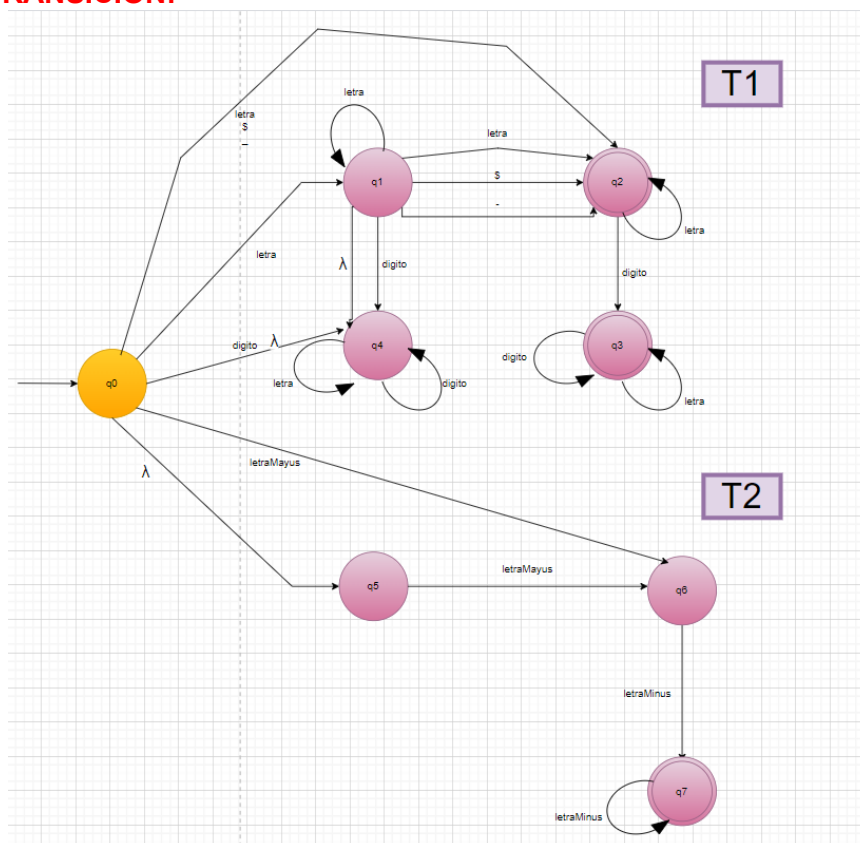 T1
letra
letra
$
_
letra
q1
$
q2
-
letra
letra
λ
digito
digito
digito
λ
q4
digito
q3
q0
letra
digito
letra
letraMayus
λ
T2
letraMayus
q5
q6
letraMinus
q7
letraMinus